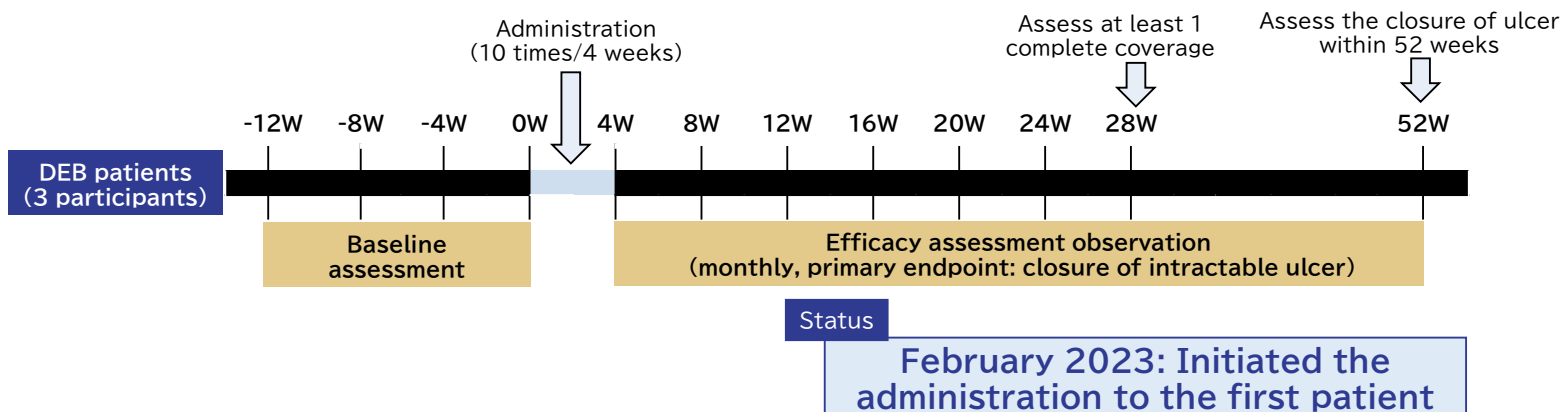 Administration
(10 times/4 weeks)
Assess at least 1
complete coverage
Assess the closure of ulcer
within 52 weeks
-12W -8W -4W 0W 4W 8W 12W 16W 20W 24W 28W 52W
DEB patients
(3 participants)
Baseline
assessment
Efficacy assessment observation
(monthly, primary endpoint: closure of intractable ulcer)
Status
February 2023: Initiated the
administration to the first patient